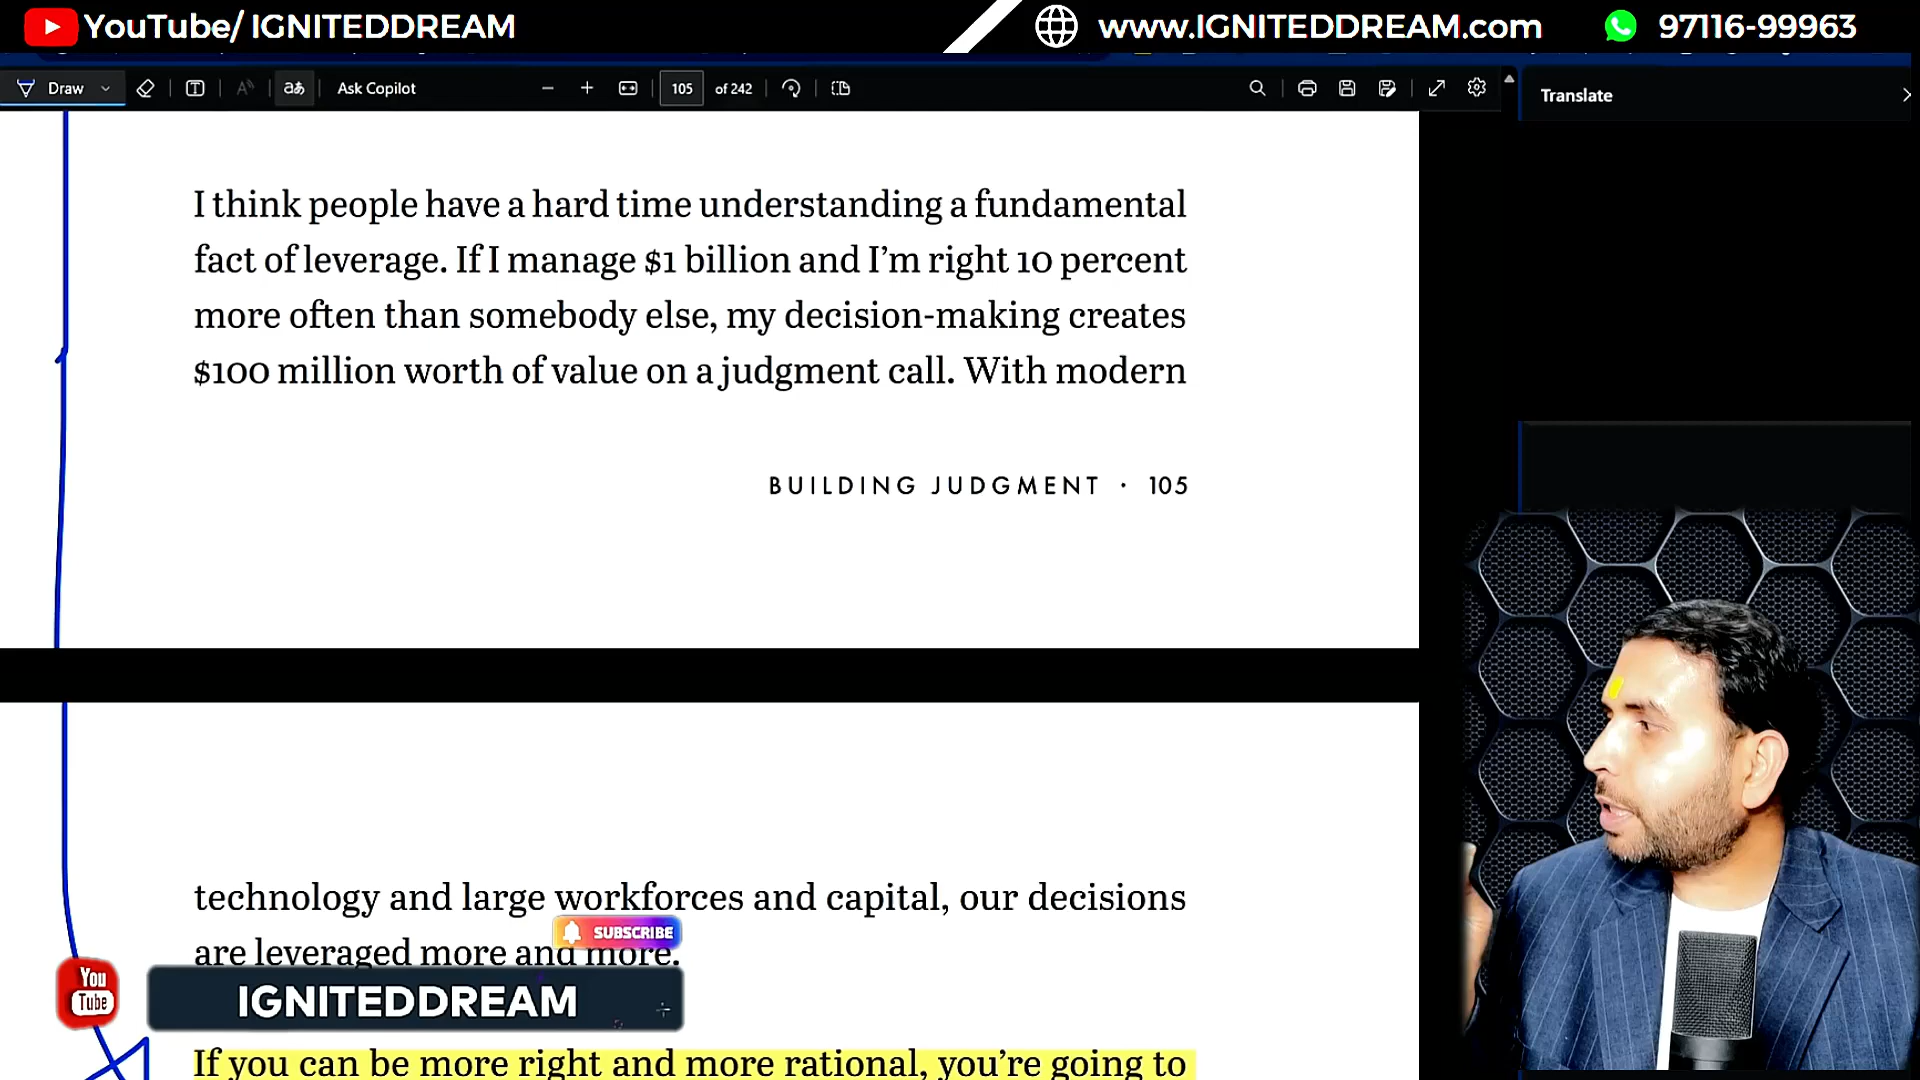 YouTube/ IGNITEDDREAM
www.IGNITEDDREAM.com
97116-99963
Draw
Ask Copilot
105 of 242
Translate
I think people have a hard time understanding a fundamental
fact of leverage. If I manage $1 billion and I'm right 10 percent
more often than somebody else, my decision-making creates
$100 million worth of value on a judgment call. With modern
BUILDING JUDGMENT · 105
technology and large workforces and capital, our decisions
SUBSCRIBE
are leveraged more and more.
You
Tube
IGNITEDDREAM
If you can be more right and more rational, you're going to